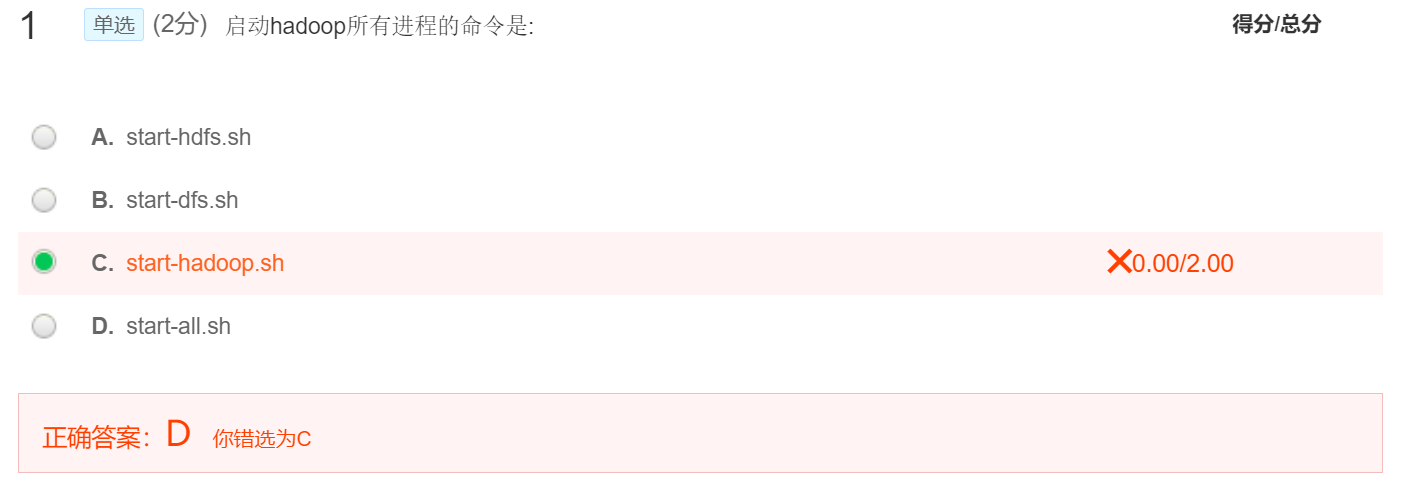 1 单选 (2分) 启动hadoop所有进程的命令是: 得分/总分
A. start-hdfs.sh
B. start-dfs.sh
C. start-hadoop.sh ✕0.00/2.00
D. start-all.sh
正确答案：D 你错选为C